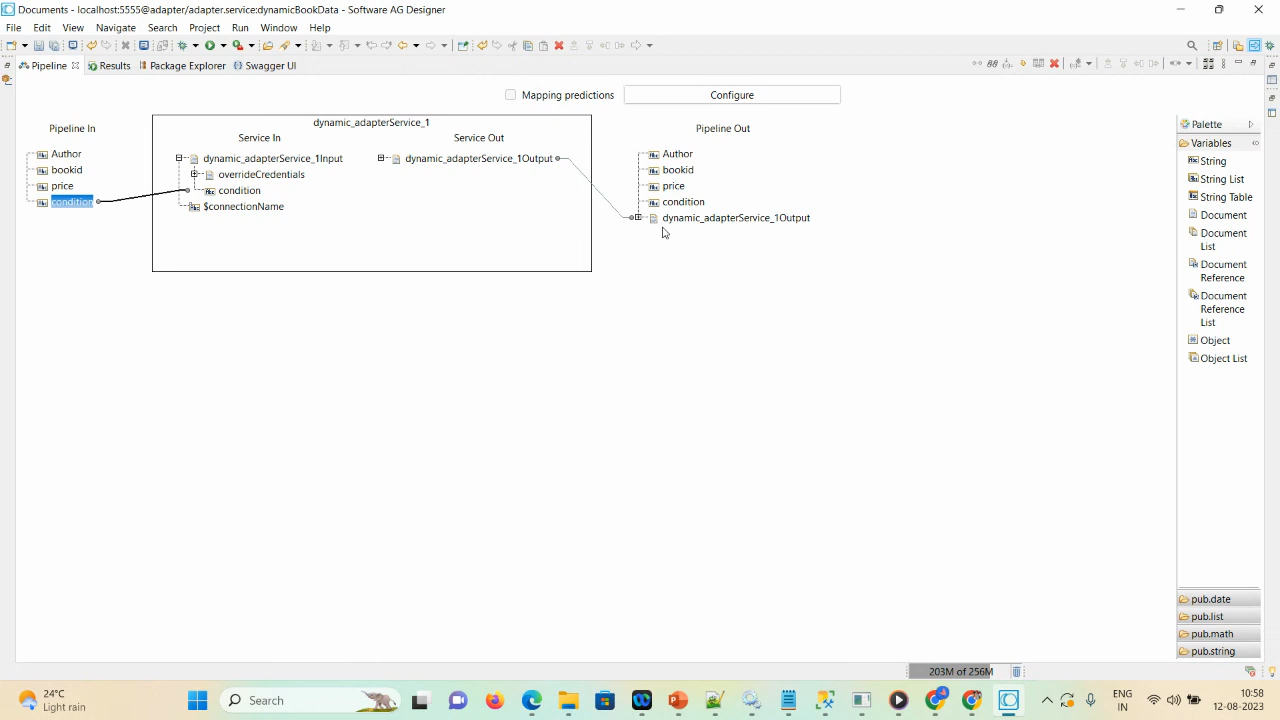 Documents - localhost:5555@adapter/adapter.service:dynamicBookData - Software AG Designer
File Edit View Navigate Search Project Run Window Help
Pipeline Results Package Explorer Swagger UI
Mapping predictions Configure
Pipeline In
Author
bookid
price
condition
dynamic_adapterService_1
Service In
dynamic_adapterService_1Input
overrideCredentials
condition
$connectionName
Service Out
dynamic_adapterService_1Output
Pipeline Out
Author
bookid
price
condition
dynamic_adapterService_1Output
Palette
Variables
String
String List
String Table
Document
Document
List
Document
Reference
Document
Reference
List
Object
Object List
pub.date
pub.list
pub.math
pub.string
203M of 256M
24°C
Light rain
Search
ENG
IN
10:58
12-08-2023